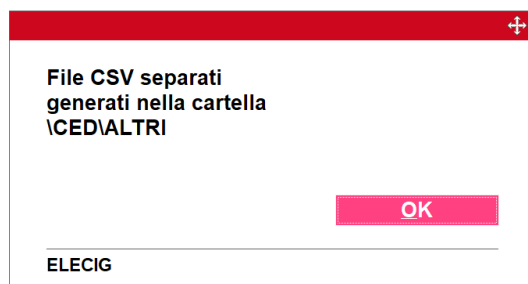 File CSV separati
generati nella cartella
\CED\ALTRI
OK
ELECIG